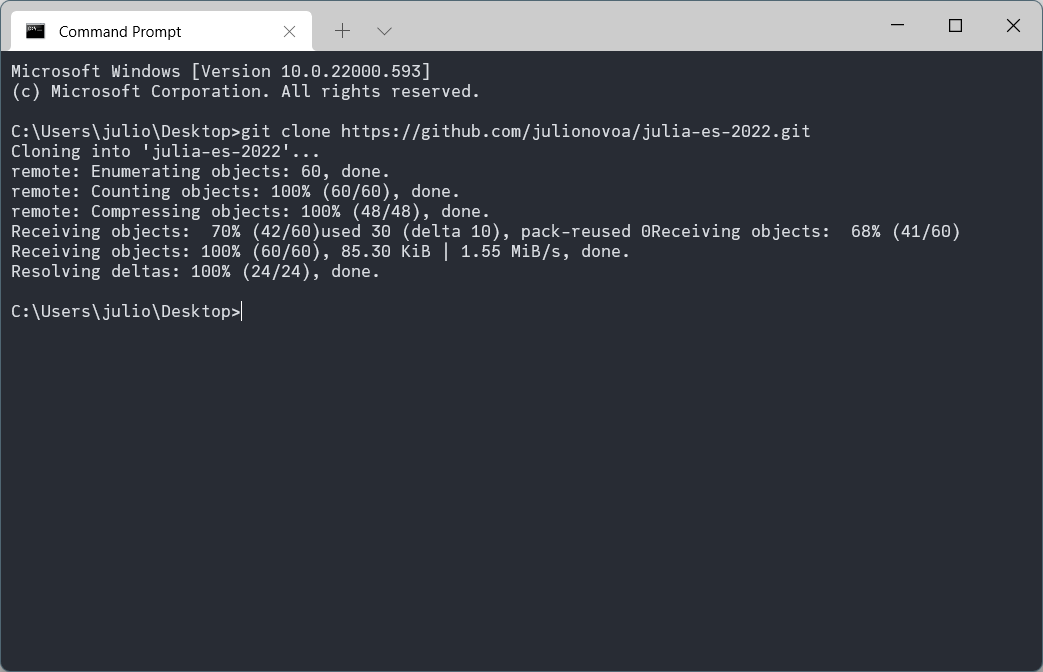 Command Prompt
Microsoft Windows [Version 10.0.22000.593]
(c) Microsoft Corporation. All rights reserved.
C:\Users\julio\Desktop>git clone https://github.com/julionovoa/julia-es-2022.git
Cloning into 'julia-es-2022'...
remote: Enumerating objects: 60, done.
remote: Counting objects: 100% (60/60), done.
remote: Compressing objects: 100% (48/48), done.
Receiving objects:  70% (42/60)used 30 (delta 10), pack-reused 0Receiving objects:  68% (41/60)
Receiving objects: 100% (60/60), 85.30 KiB | 1.55 MiB/s, done.
Resolving deltas: 100% (24/24), done.
C:\Users\julio\Desktop>